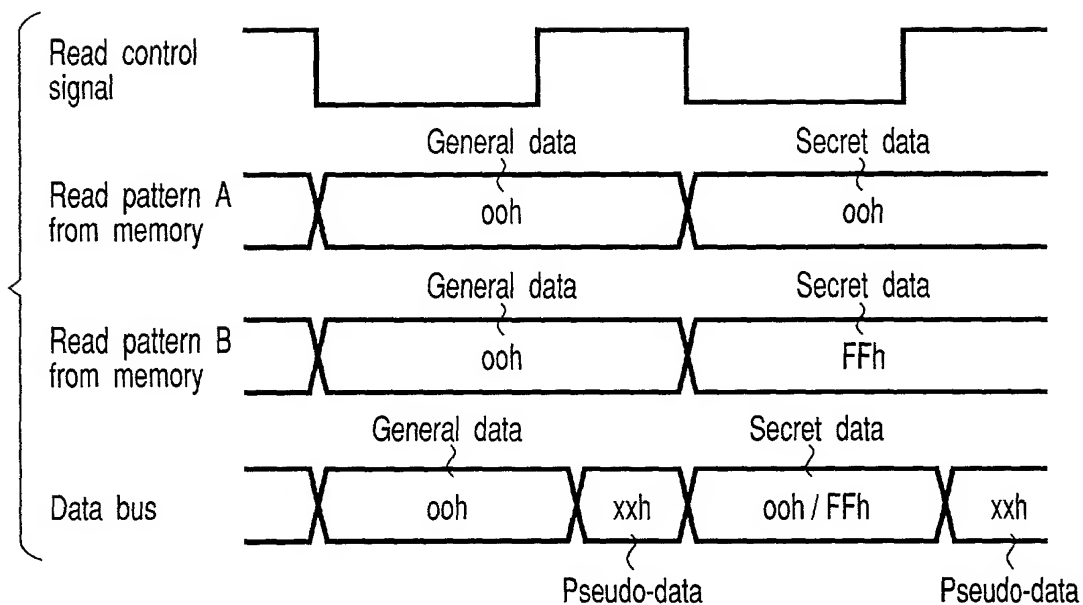 Read control
signal
General data
Secret data
Read pattern A
from memory
ooh
ooh
General data
Secret data
Read pattern B
from memory
ooh
FFh
General data
Secret data
Data bus
ooh
xxh
ooh / FFh
xxh
Pseudo-data
Pseudo-data